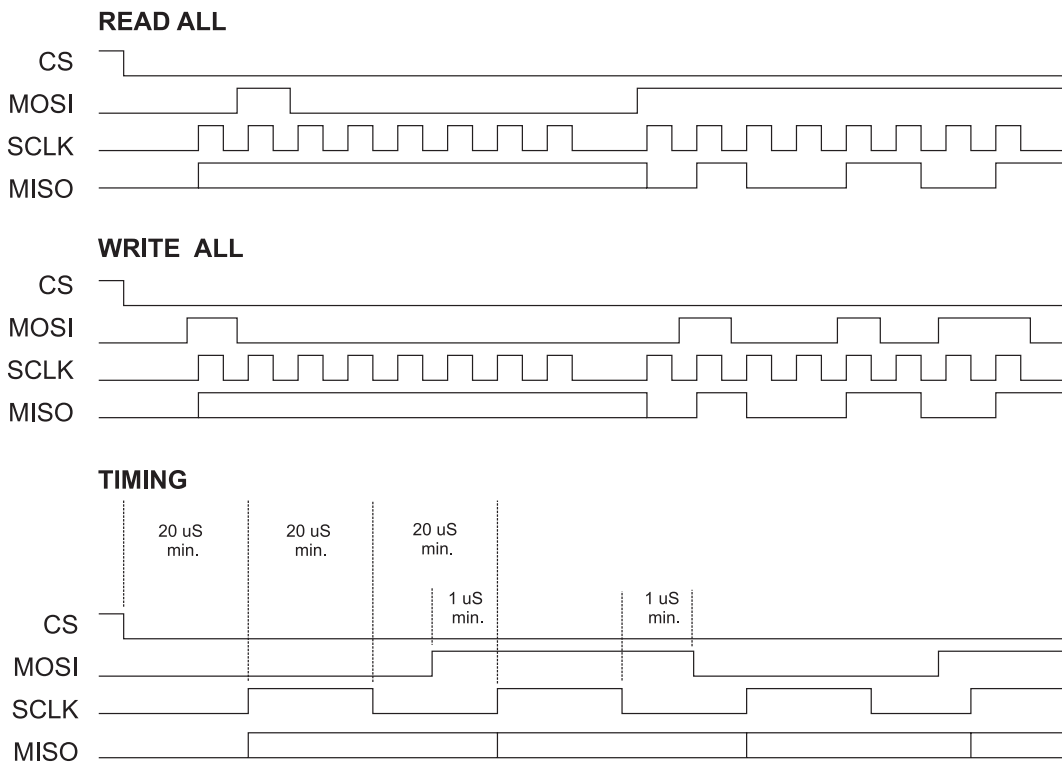 READ ALL
CS
MOSI
SCLK
MISO
WRITE ALL
CS
MOSI
SCLK
MISO
TIMING
20 uS
min.
20 uS
min.
20 uS
min.
1 uS
min.
1 uS
min.
CS
MOSI
SCLK
MISO